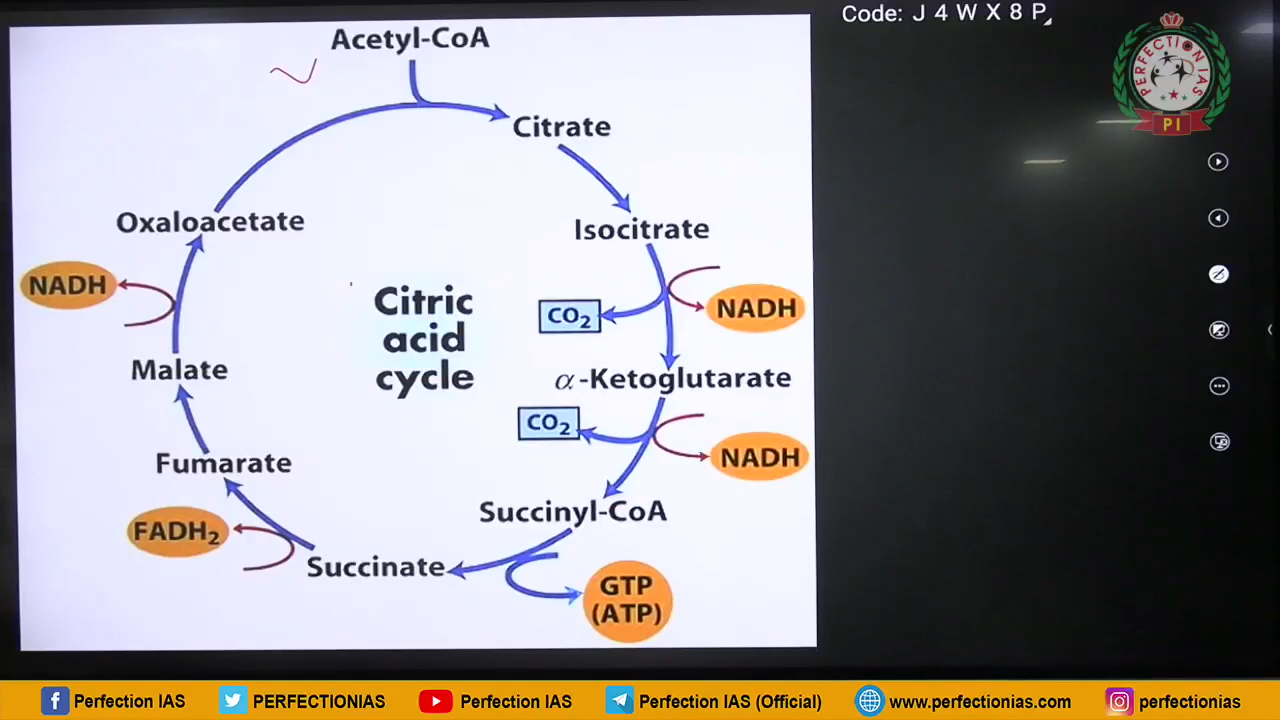 Code: J 4 W X 8 P
PERFECTION IAS
PI
Acetyl-CoA
Citrate
Oxaloacetate
Isocitrate
NADH
CO₂
NADH
Citric
acid
cycle
Malate
α-Ketoglutarate
CO₂
NADH
Fumarate
Succinyl-CoA
FADH₂
Succinate
GTP
(ATP)
Perfection IAS
PERFECTIONIAS
Perfection IAS
Perfection IAS (Official)
www.perfectionias.com
perfectionias